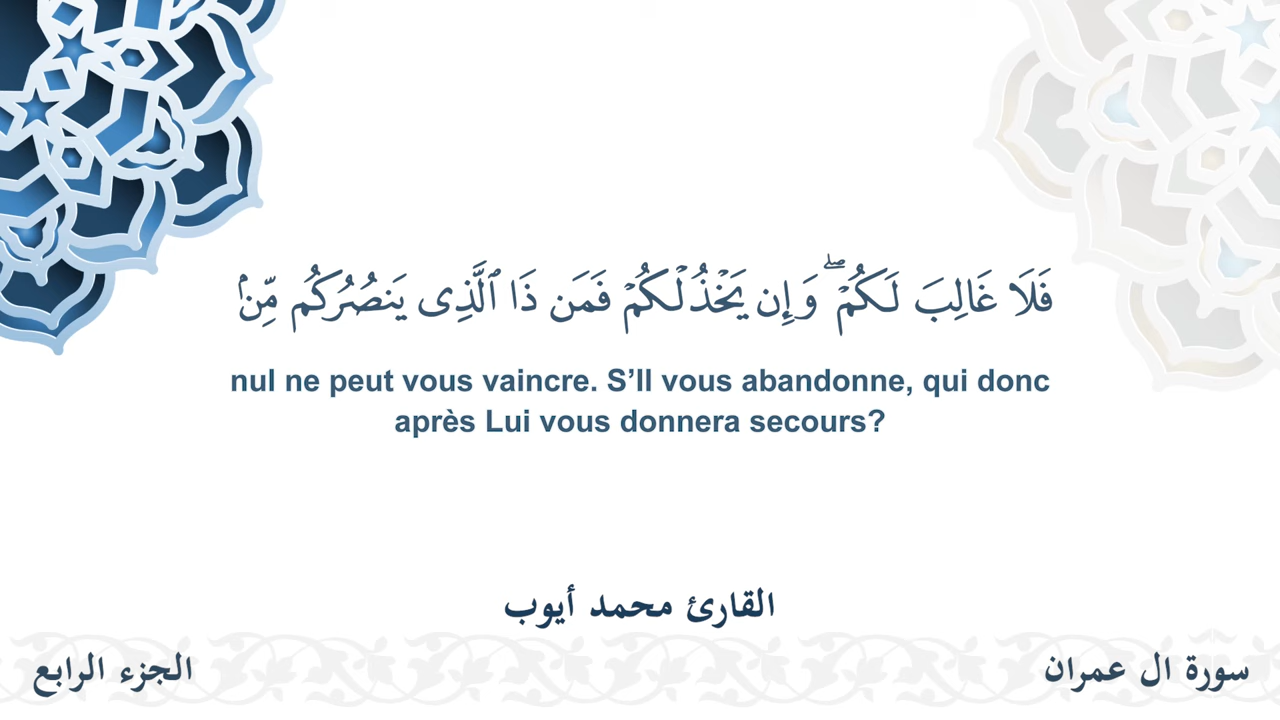 فَلَا غَالِبَ لَكُمْ ۖ وَإِن يَخْذُلْكُمْ فَمَن ذَا ٱلَّذِى يَنصُرُكُم مِّنۢ
nul ne peut vous vaincre. S’Il vous abandonne, qui donc
après Lui vous donnera secours?
القارئ محمد أيوب
سورة ال عمران
الجزء الرابع